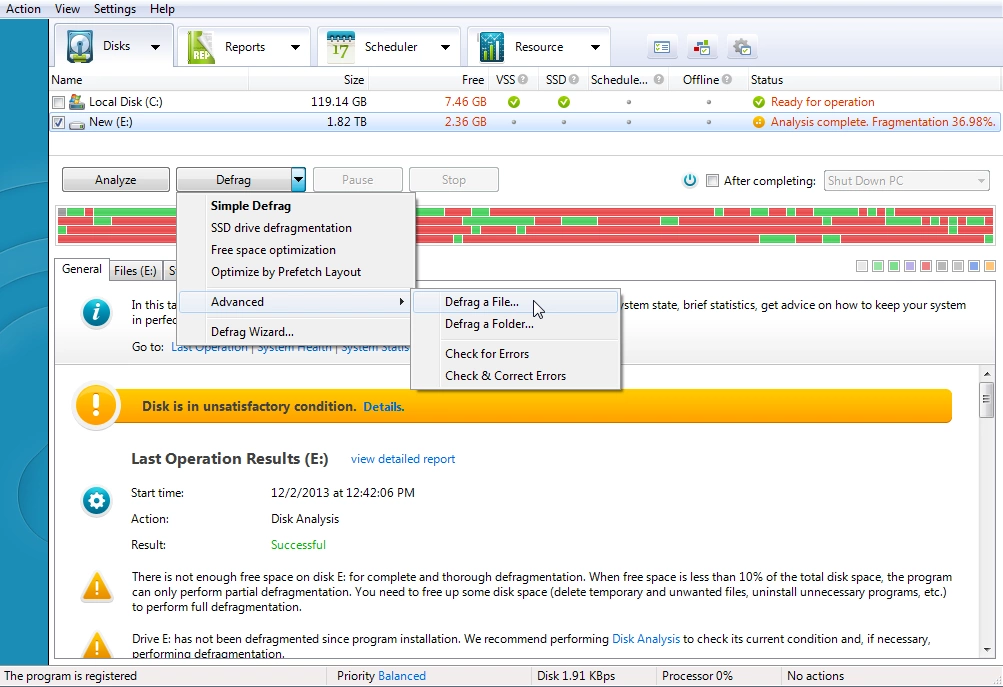 Action View Settings Help
Disks Reports 17 Scheduler Resource
REP
Name Size Free VSS SSD Schedule... Offline Status
Local Disk (C:) 119.14 GB 7.46 GB Ready for operation
New (E:) 1.82 TB 2.36 GB Analysis complete. Fragmentation 36.98%.
Analyze Defrag Pause Stop After completing: Shut Down PC
Simple Defrag
SSD drive defragmentation
Free space optimization
Optimize by Prefetch Layout
Advanced
Defrag Wizard...
Defrag a File...
Defrag a Folder...
Check for Errors
Check & Correct Errors
General Files (E:) S
In this ta ystem state, brief statistics, get advice on how to keep your system
in perfec
Go to: Last Operation | System Health | System Statis
Disk is in unsatisfactory condition. Details.
Last Operation Results (E:) view detailed report
Start time: 12/2/2013 at 12:42:06 PM
Action: Disk Analysis
Result: Successful
There is not enough free space on disk E: for complete and thorough defragmentation. When free space is less than 10% of the total disk space, the program
can only perform partial defragmentation. You need to free up some disk space (delete temporary and unwanted files, uninstall unnecessary programs, etc.)
to perform full defragmentation.
Drive E: has not been defragmented since program installation. We recommend performing Disk Analysis to check its current condition and, if necessary,
performing defragmentation.
The program is registered Priority Balanced Disk 1.91 KBps Processor 0% No actions